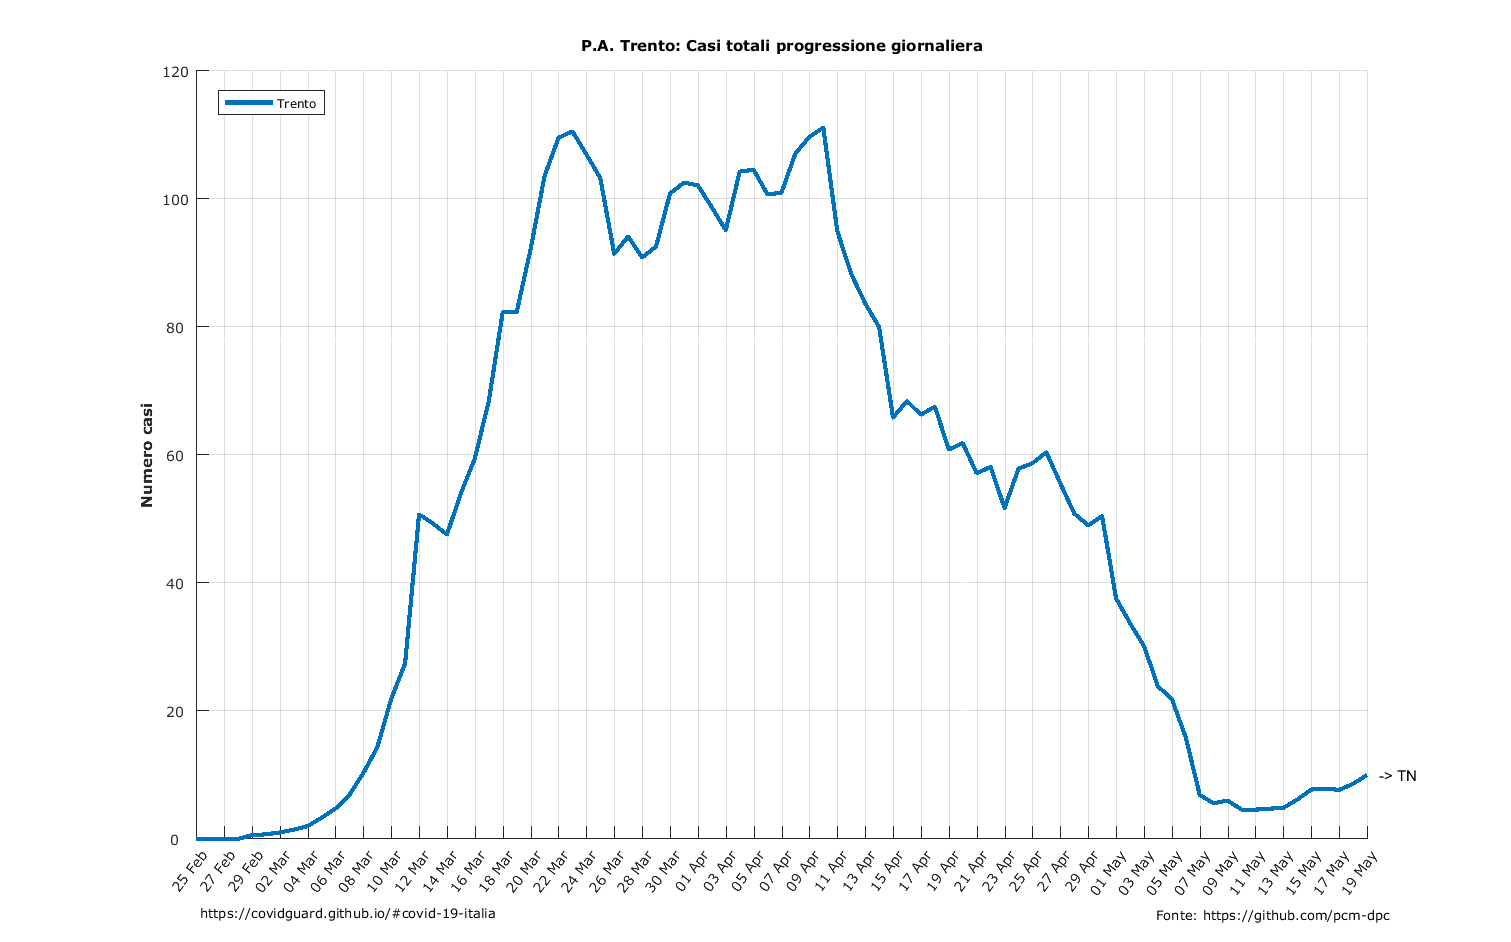 P.A. Trento: Casi totali progressione giornaliera
120
100
80
60
40
20
0
Numero casi
Trento
-> TN
25 Feb
27 Feb
29 Feb
02 Mar
04 Mar
06 Mar
08 Mar
10 Mar
12 Mar
14 Mar
16 Mar
18 Mar
20 Mar
22 Mar
24 Mar
26 Mar
28 Mar
30 Mar
01 Apr
03 Apr
05 Apr
07 Apr
09 Apr
11 Apr
13 Apr
15 Apr
17 Apr
19 Apr
21 Apr
23 Apr
25 Apr
27 Apr
29 Apr
01 May
03 May
05 May
07 May
09 May
11 May
13 May
15 May
17 May
19 May
https://covidguard.github.io/#covid-19-italia
Fonte: https://github.com/pcm-dpc